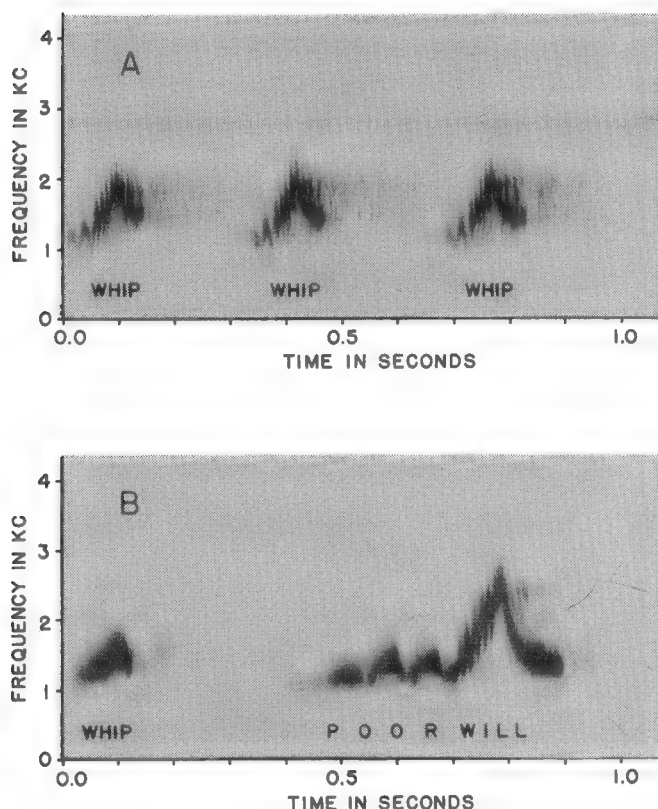 FREQUENCY IN KC
4
3
2
1
0
A
WHIP WHIP WHIP
0.0 0.5 1.0
TIME IN SECONDS
FREQUENCY IN KC
4
3
2
1
0
B
WHIP P O O R WILL
0.0 0.5 1.0
TIME IN SECONDS